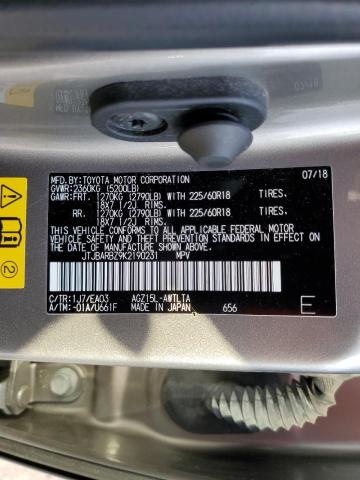 MFD.BY:TOYOTA MOTOR CORPORATION 07/18
GVWR:2360KG (5200LB)
GAWR:FRT. 1270KG (2790LB) WITH 225/60R18 TIRES.
18X7 1/2J RIMS.
RR. 1270KG (2790LB) WITH 225/60R18 TIRES.
18X7 1/2J RIMS.
THIS VEHICLE CONFORMS TO ALL APPLICABLE
FEDERAL MOTOR VEHICLE SAFETY AND
THEFT PREVENTION STANDARDS IN EFFECT ON
THE DATE OF MANUFACTURE SHOWN ABOVE.
JTJBARBZ9K2190231 MPV
C/TR:1J7/EA03 AGZ15L-AWTLTA
A/TM:-01A/U661F MADE IN JAPAN 656 E
2